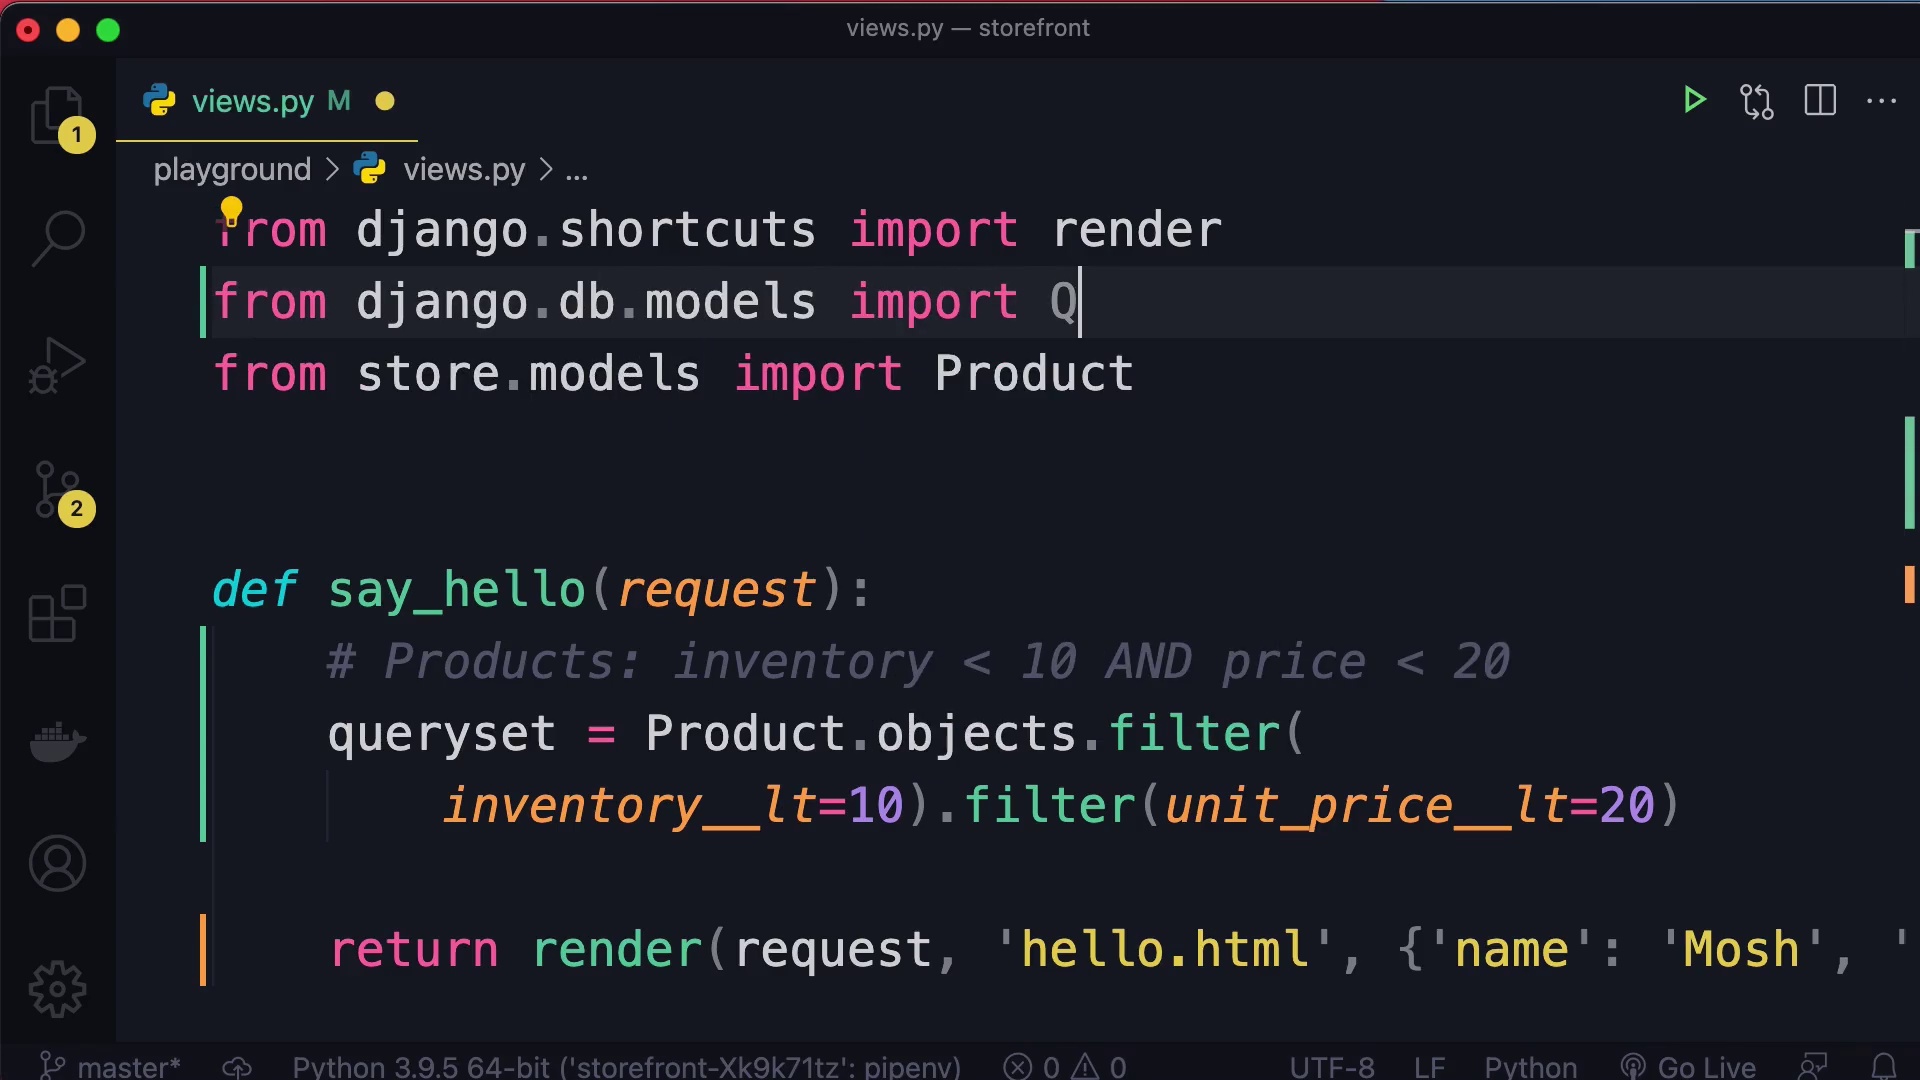 views.py — storefront
views.py M
1
playground > views.py > ...
from django.shortcuts import render
from django.db.models import Q
from store.models import Product
2
def say_hello(request):
# Products: inventory < 10 AND price < 20
queryset = Product.objects.filter(
inventory__lt=10).filter(unit_price__lt=20)
return render(request, 'hello.html', {'name': 'Mosh', '
master* Python 3.9.5 64-bit ('storefront-Xk9k71tz': pipenv) 0 0 UTF-8 LF Python Go Live